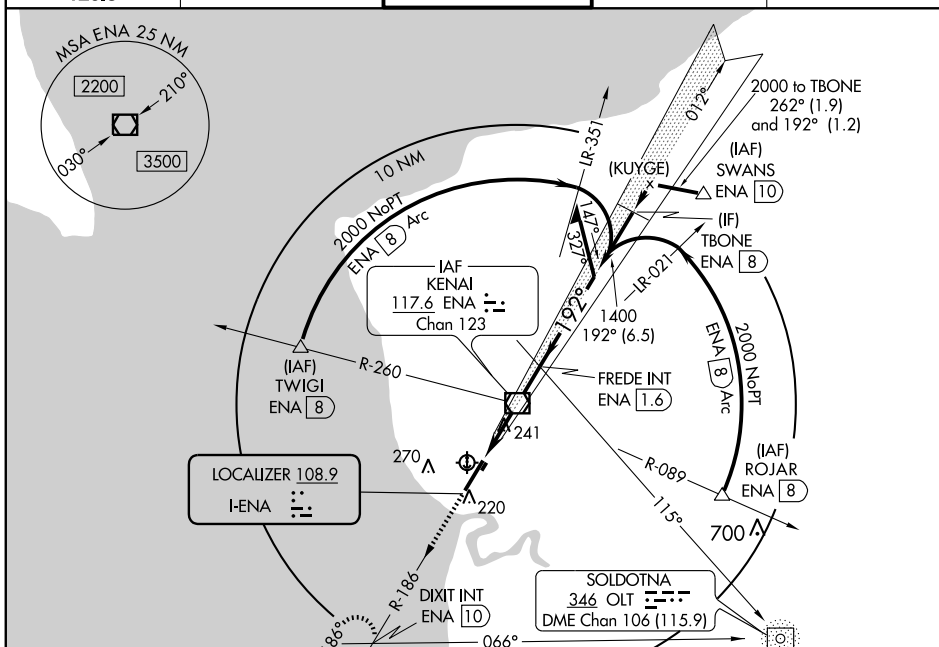 MSA ENA 25 NM
2200
210°
030°
3500
10 NM
2000 NoPT
ENA 8 Arc
LR-351
012°
2000 to TBONE
262° (1.9)
and 192° (1.2)
(KUYGE)
(IAF)
SWANS
ENA 10
(IF)
TBONE
ENA 8
147°
327°
LR-021
192°
1400
192° (6.5)
IAF
KENAI
117.6 ENA
Chan 123
2000 NoPT
ENA 8 Arc
R-260
(IAF)
TWIGI
ENA 8
FREDE INT
ENA 1.6
241
270
220
LOCALIZER 108.9
I-ENA
R-089
(IAF)
ROJAR
ENA 8
115°
700
R-186
DIXIT INT
ENA 10
SOLDOTNA
346 OLT
DME Chan 106 (115.9)
066°